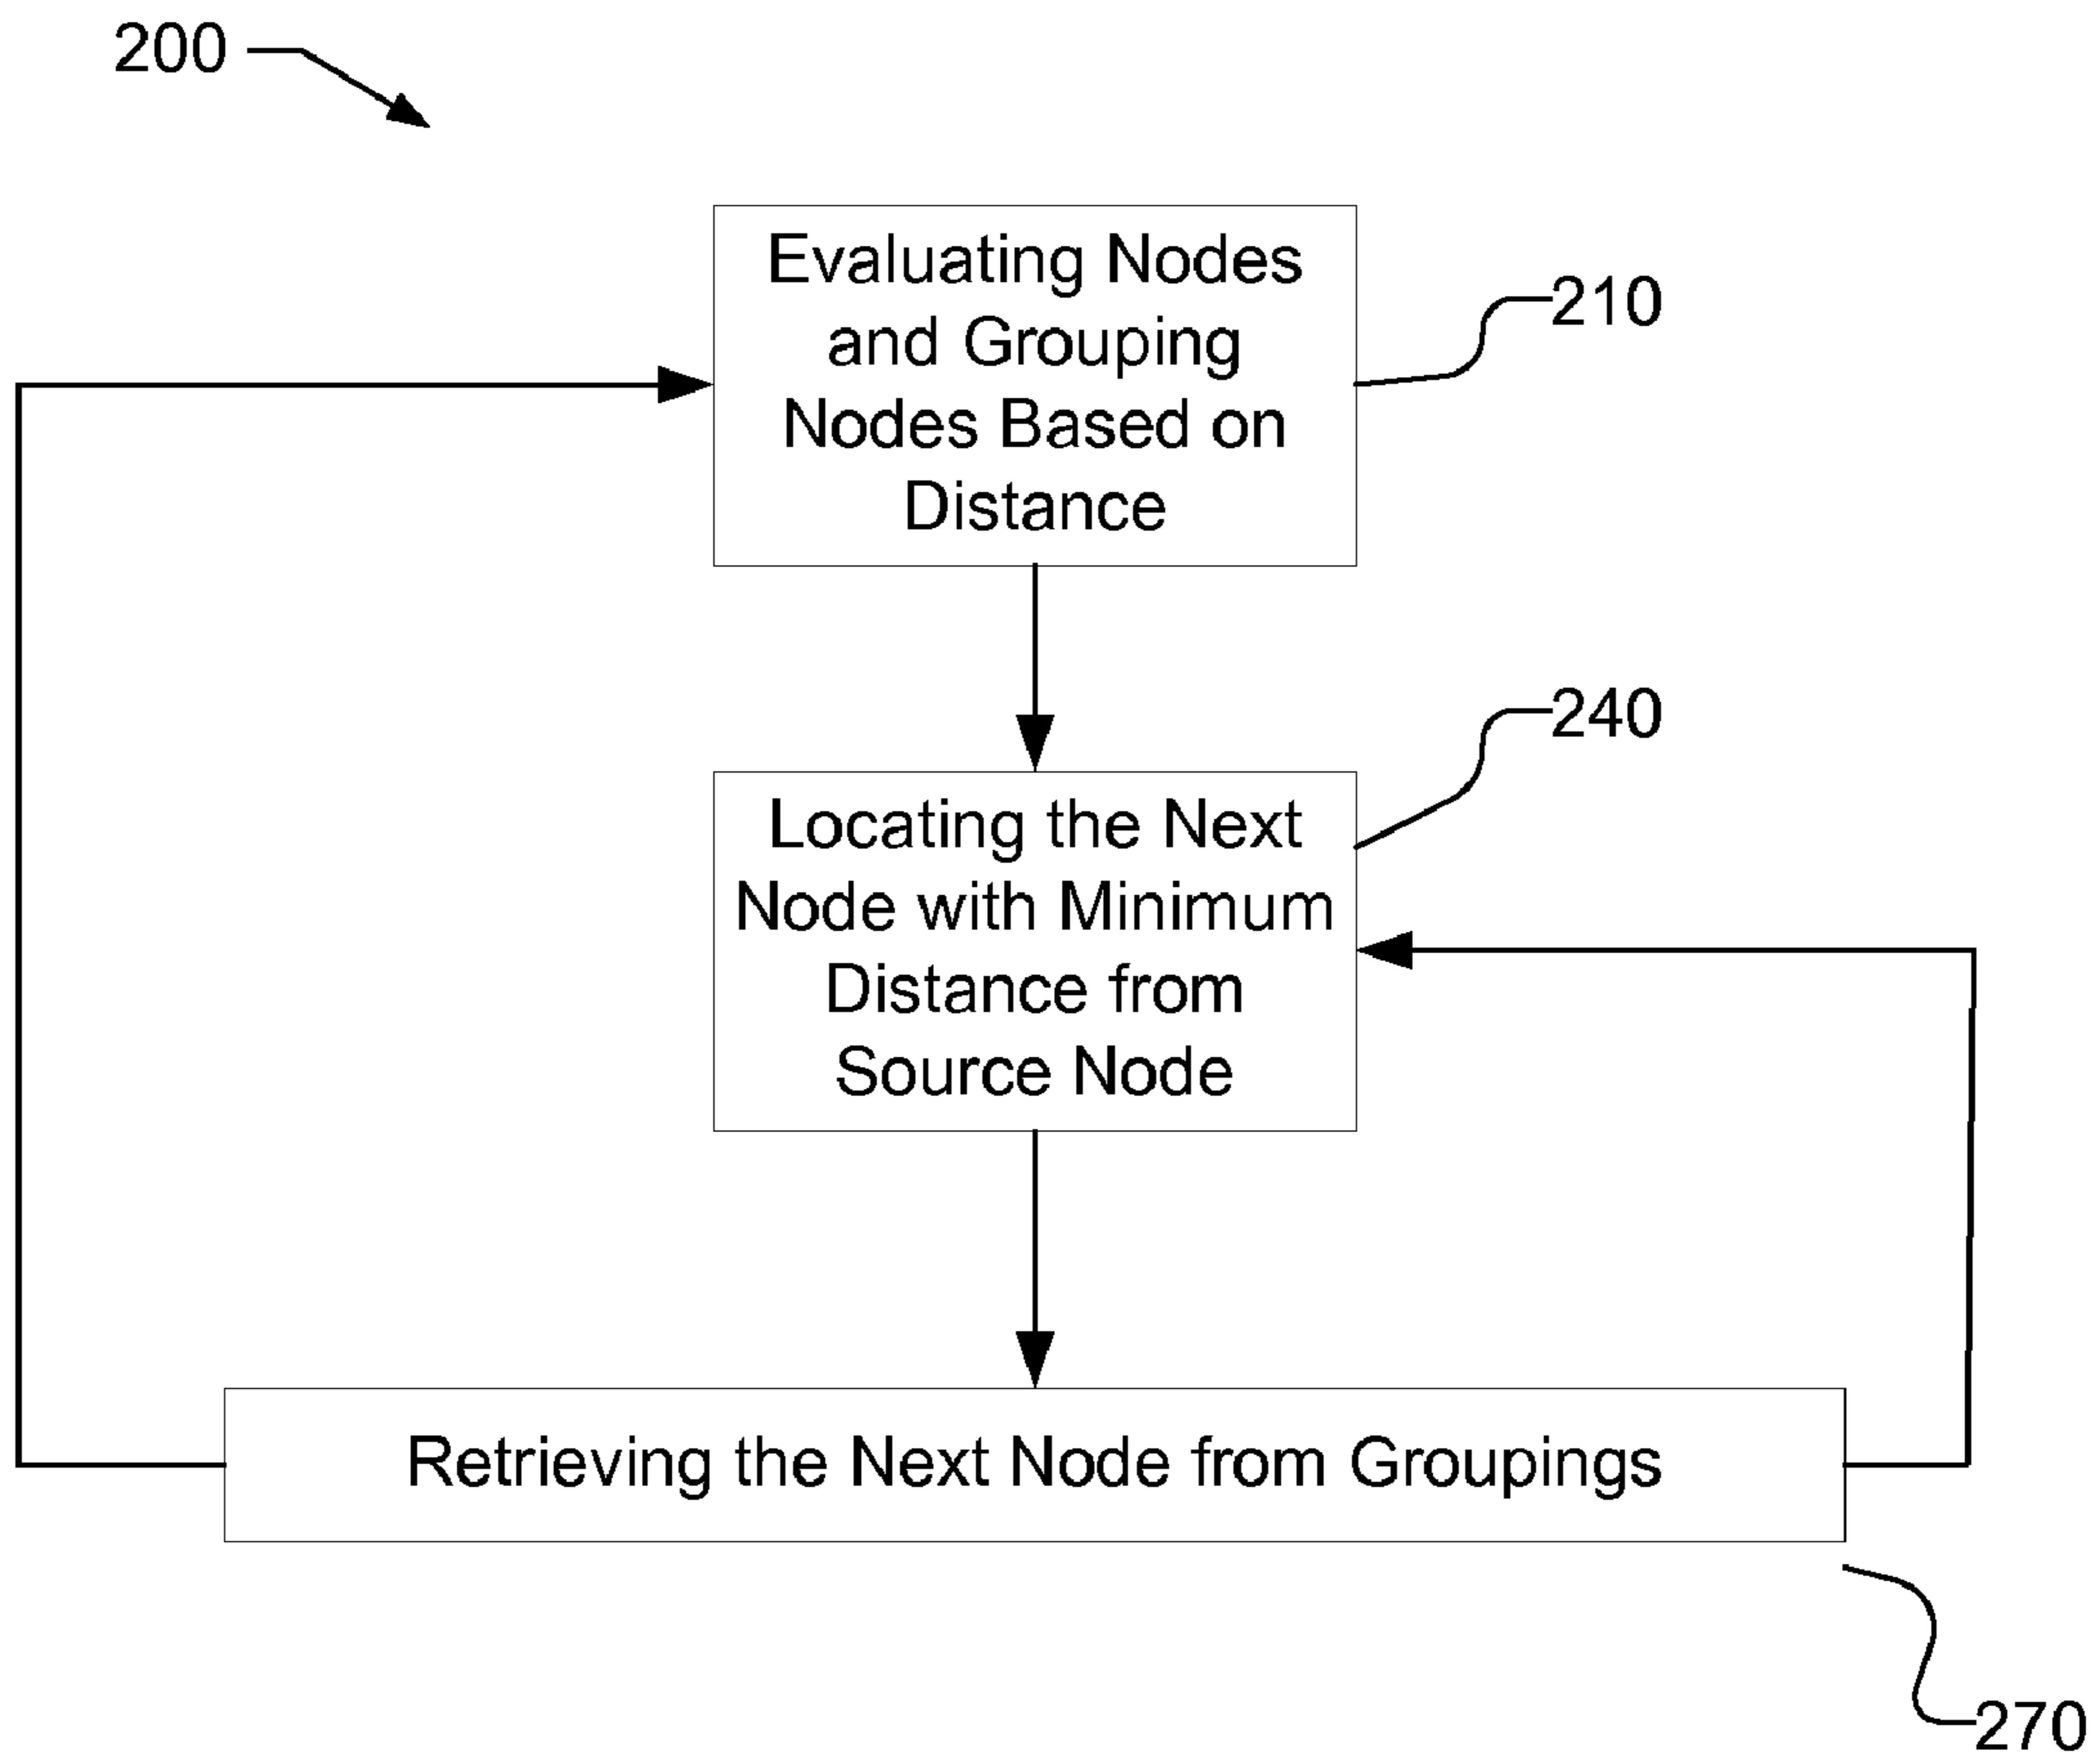 200
Evaluating Nodes
and Grouping
Nodes Based on
Distance
210
240
Locating the Next
Node with Minimum
Distance from
Source Node
Retrieving the Next Node from Groupings
270